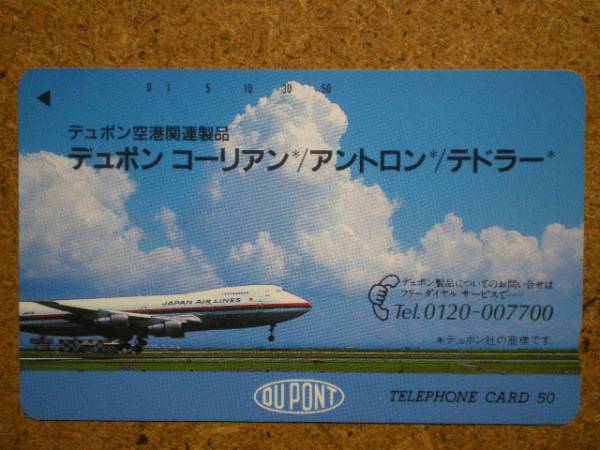 0 1 5 10 30 50
デュポン空港関連製品
デュポン コーリアン*/アントロン*/テドラー*
JAPAN AIR LINES
デュポン製品についてのお問い合せは
フリーダイヤル サービスで……
Tel. 0120-007700
*デュポン社の商標です。
DU PONT
TELEPHONE CARD 50